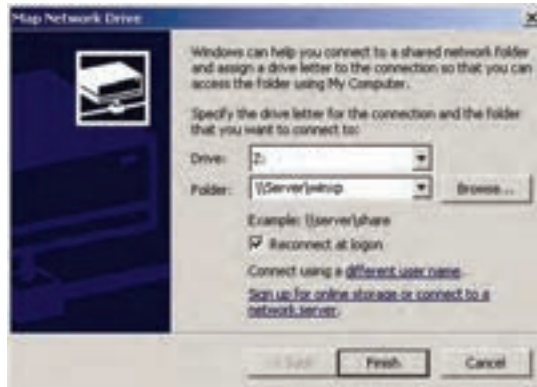 Map Network Drive
Windows can help you connect to a shared network folder
and assign a drive letter to the connection so that you can
access the folder using My Computer.
Specify the drive letter for the connection and the folder
that you want to connect to:
Drive: Z:
Folder: \\Server\winxp Browse...
Example: \\server\share
Reconnect at logon
Connect using a different user name.
Sign up for online storage or connect to a
network server.
< Back Finish Cancel